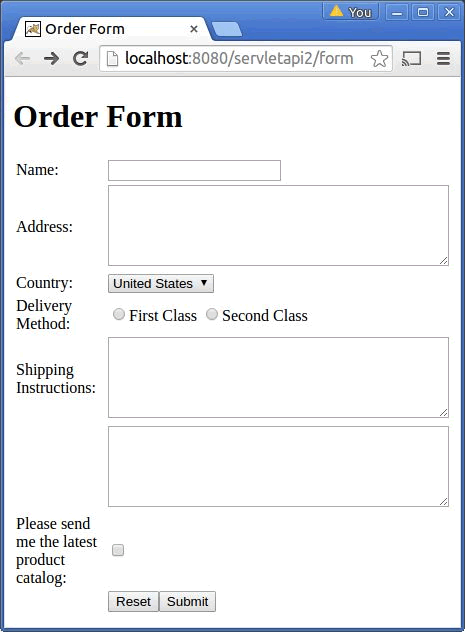 You
Order Form
localhost:8080/servletapi2/form
Order Form
Name:
Address:
Country: United States
Delivery
Method: First Class Second Class
Shipping
Instructions:
Please send
me the latest
product
catalog:
Reset Submit